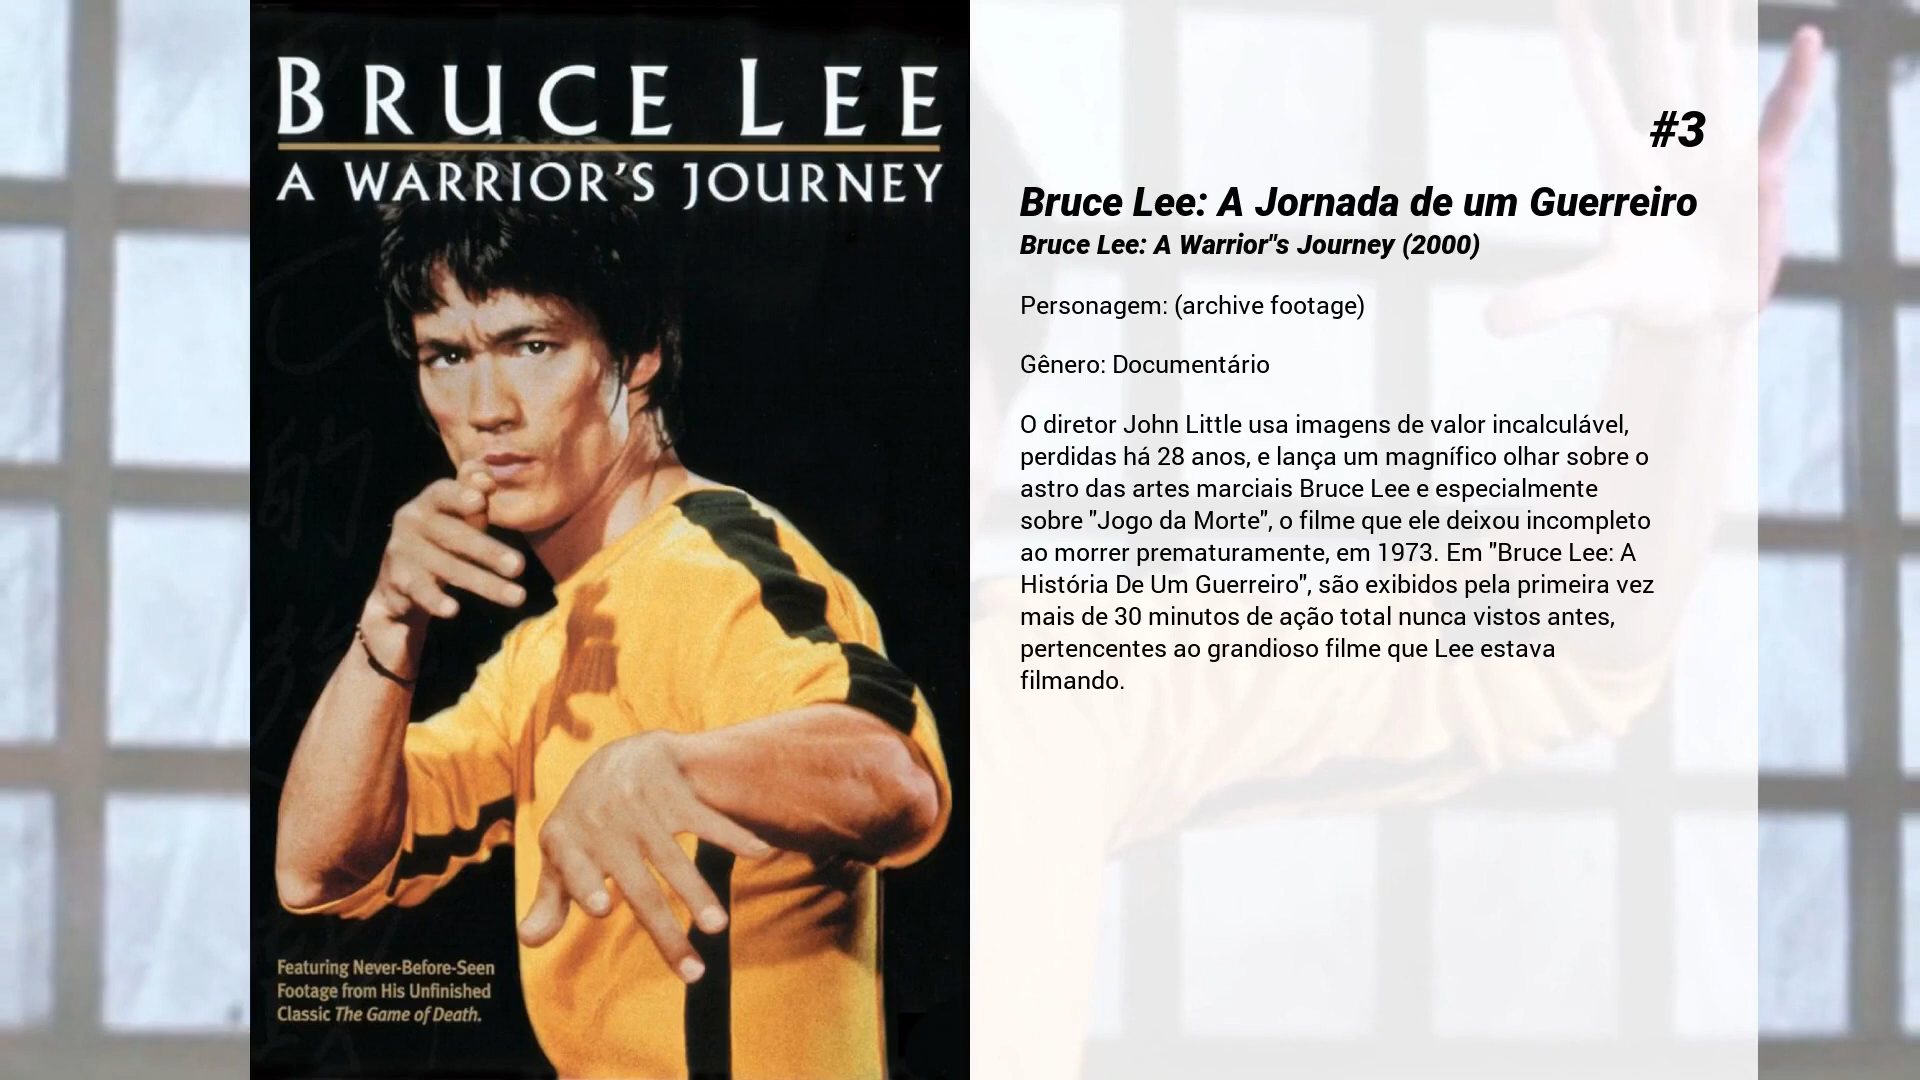 BRUCE LEE
A WARRIOR'S JOURNEY
Featuring Never-Before-Seen
Footage from His Unfinished
Classic The Game of Death.
#3
Bruce Lee: A Jornada de um Guerreiro
Bruce Lee: A Warrior"s Journey (2000)
Personagem: (archive footage)
Gênero: Documentário
O diretor John Little usa imagens de valor incalculável,
perdidas há 28 anos, e lança um magnífico olhar sobre o
astro das artes marciais Bruce Lee e especialmente
sobre "Jogo da Morte", o filme que ele deixou incompleto
ao morrer prematuramente, em 1973. Em "Bruce Lee: A
História De Um Guerreiro", são exibidos pela primeira vez
mais de 30 minutos de ação total nunca vistos antes,
pertencentes ao grandioso filme que Lee estava
filmando.